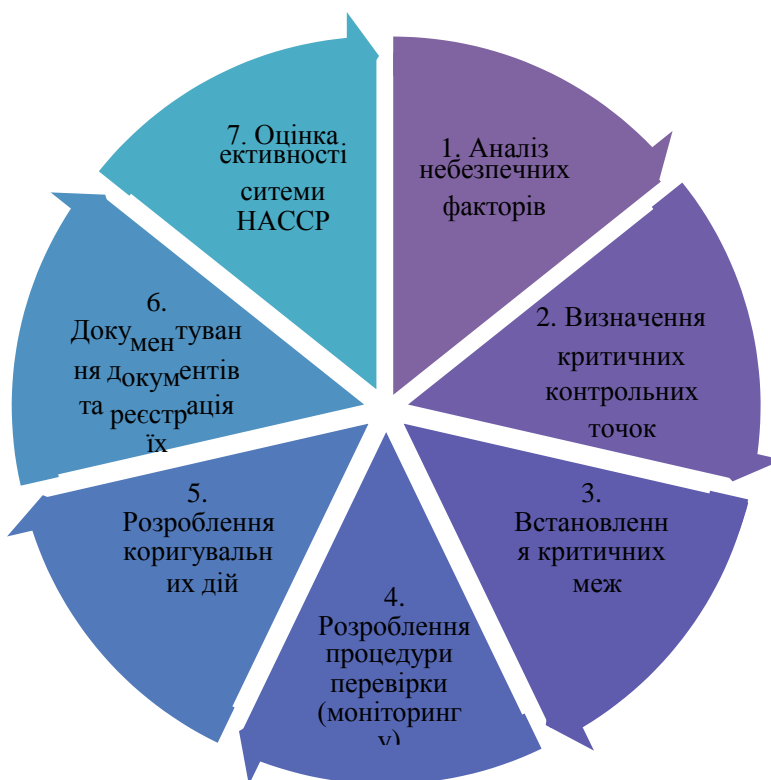 1. Аналіз
небезпечних
факторів
2. Визначення
критичних
контрольних
точок
3.
Встановленн
я критичних
меж
4.
Розроблення
процедури
перевірки
(моніторинг
у)
5.
Розроблення
коригувальн
их дій
6.
Документуван
ня документів
та реєстрація
їх
7. Оцінка
ективності
ситеми
НАССР